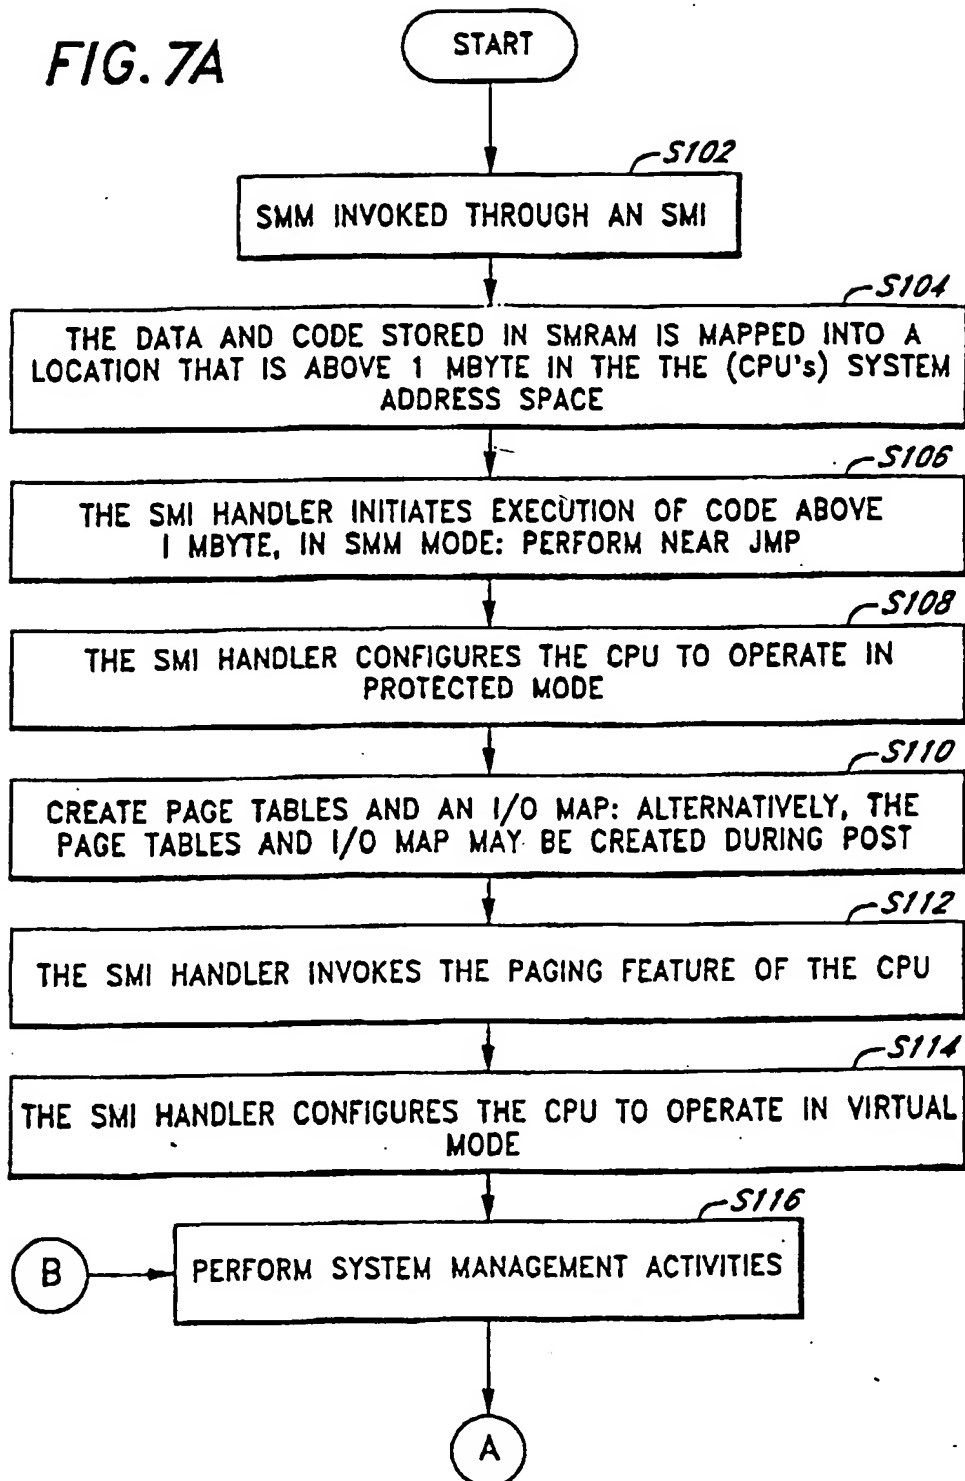 FIG. 7A
START
S102
SMM INVOKED THROUGH AN SMI
S104
THE DATA AND CODE STORED IN SMRAM IS MAPPED INTO A
LOCATION THAT IS ABOVE 1 MBYTE IN THE THE (CPU's) SYSTEM
ADDRESS SPACE
S106
THE SMI HANDLER INITIATES EXECUTION OF CODE ABOVE
1 MBYTE, IN SMM MODE: PERFORM NEAR JMP
S108
THE SMI HANDLER CONFIGURES THE CPU TO OPERATE IN
PROTECTED MODE
S110
CREATE PAGE TABLES AND AN I/O MAP: ALTERNATIVELY, THE
PAGE TABLES AND I/O MAP MAY BE CREATED DURING POST
S112
THE SMI HANDLER INVOKES THE PAGING FEATURE OF THE CPU
S114
THE SMI HANDLER CONFIGURES THE CPU TO OPERATE IN VIRTUAL
MODE
S116
B
PERFORM SYSTEM MANAGEMENT ACTIVITIES
A